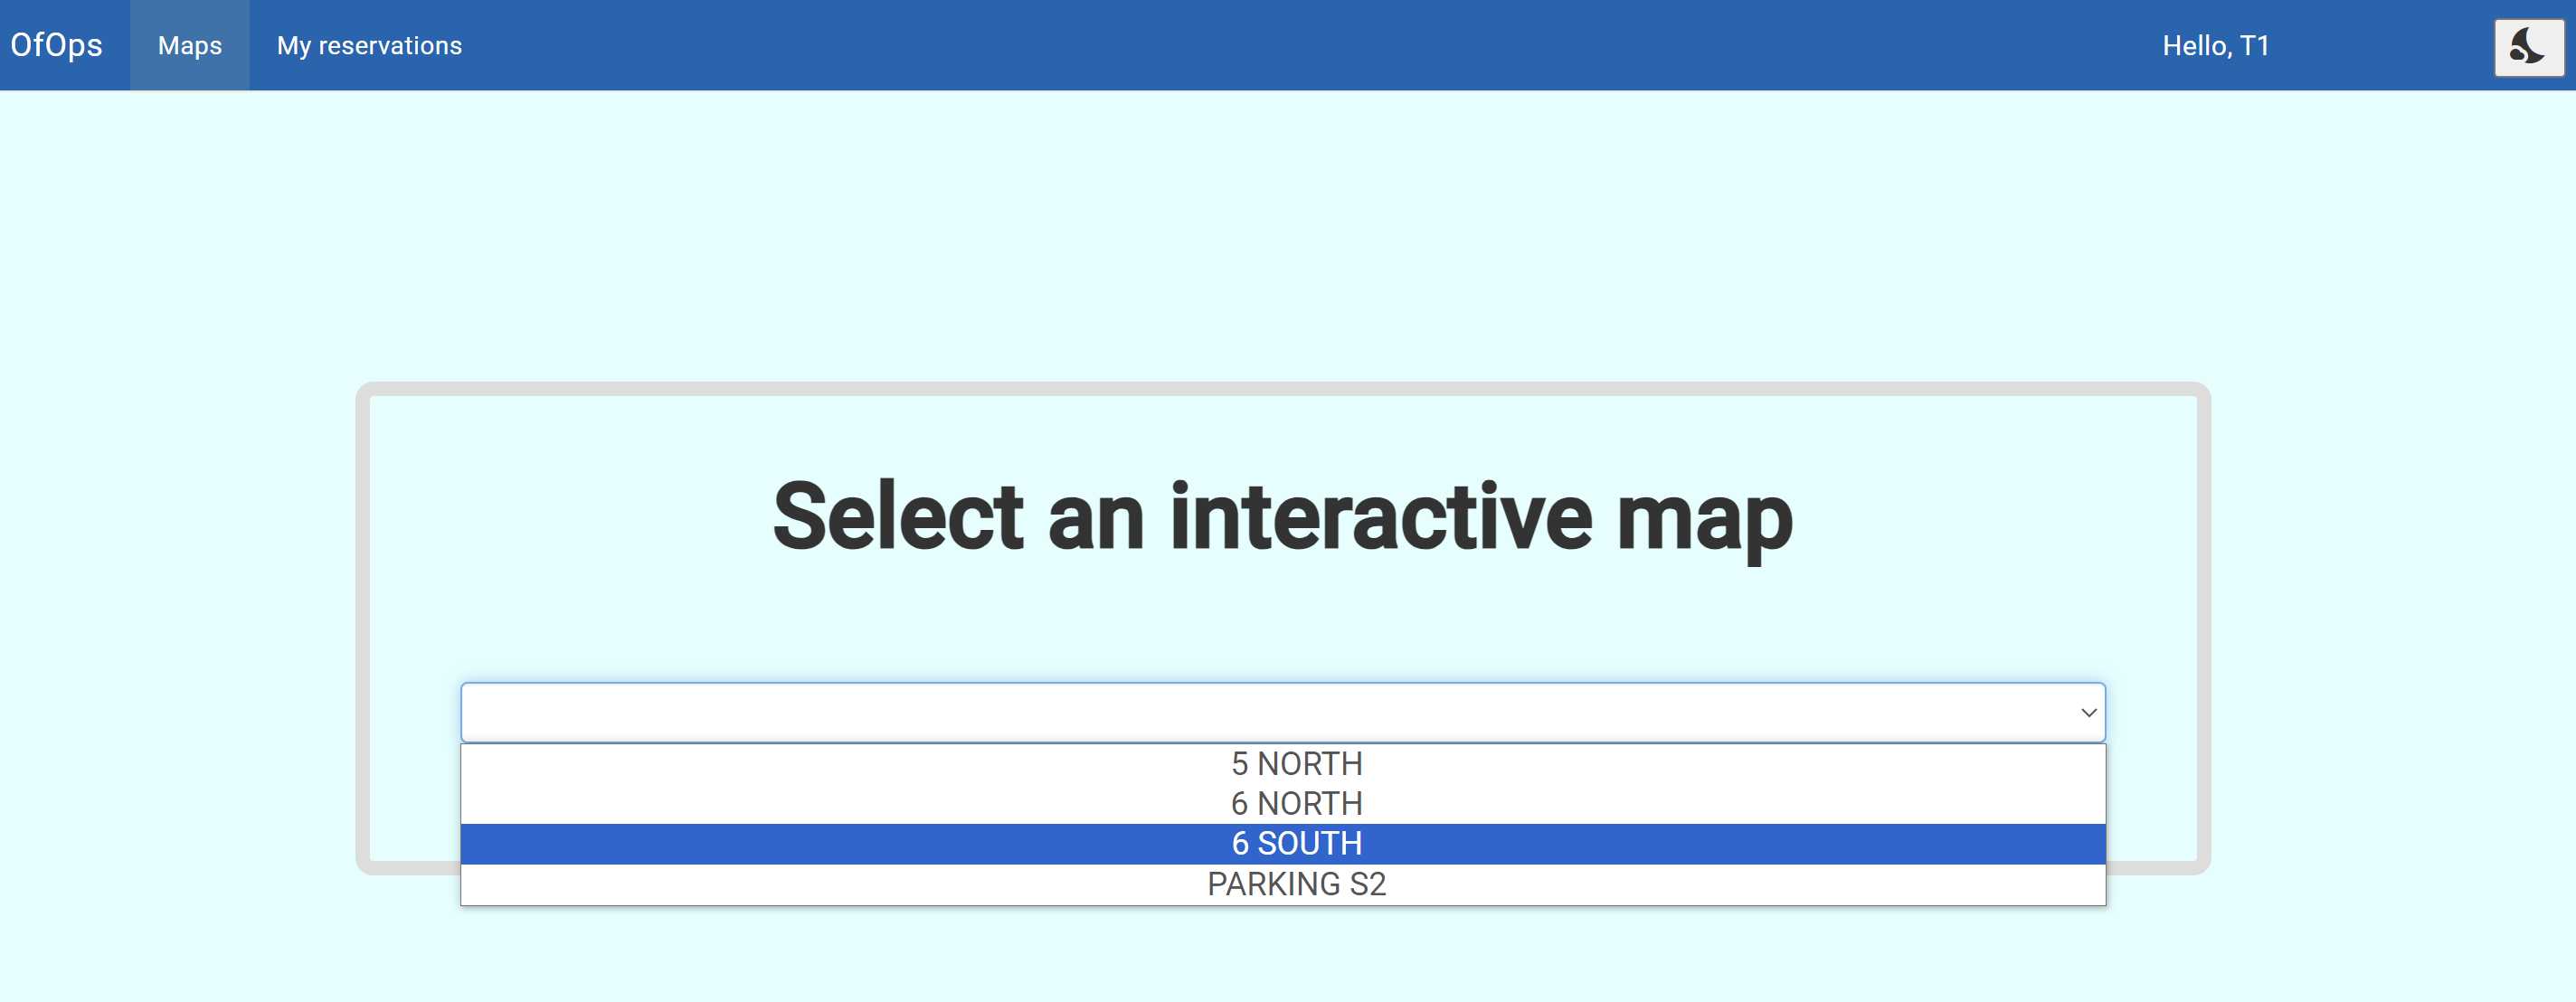 OfOps Maps My reservations Hello, T1
Select an interactive map
5 NORTH
6 NORTH
6 SOUTH
PARKING S2